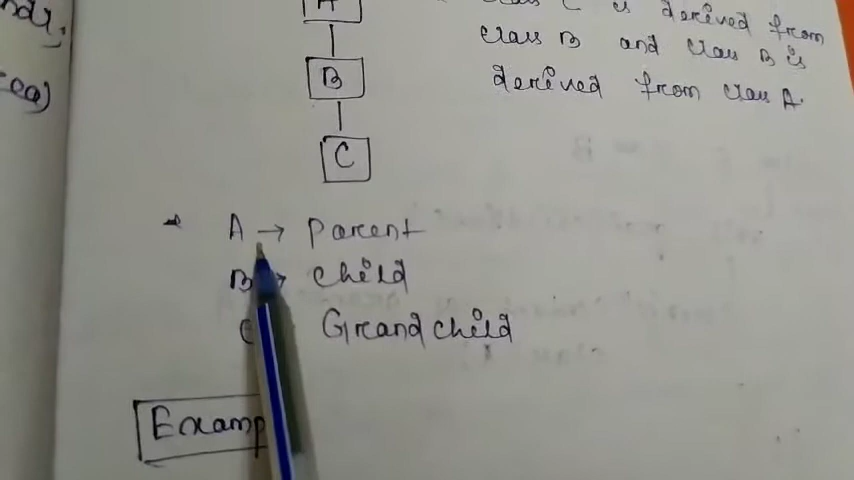 A
class C is derived from
class B and class B is
derived from class A.
B
C
A → Parent
B → child
C Grandchild
Examp